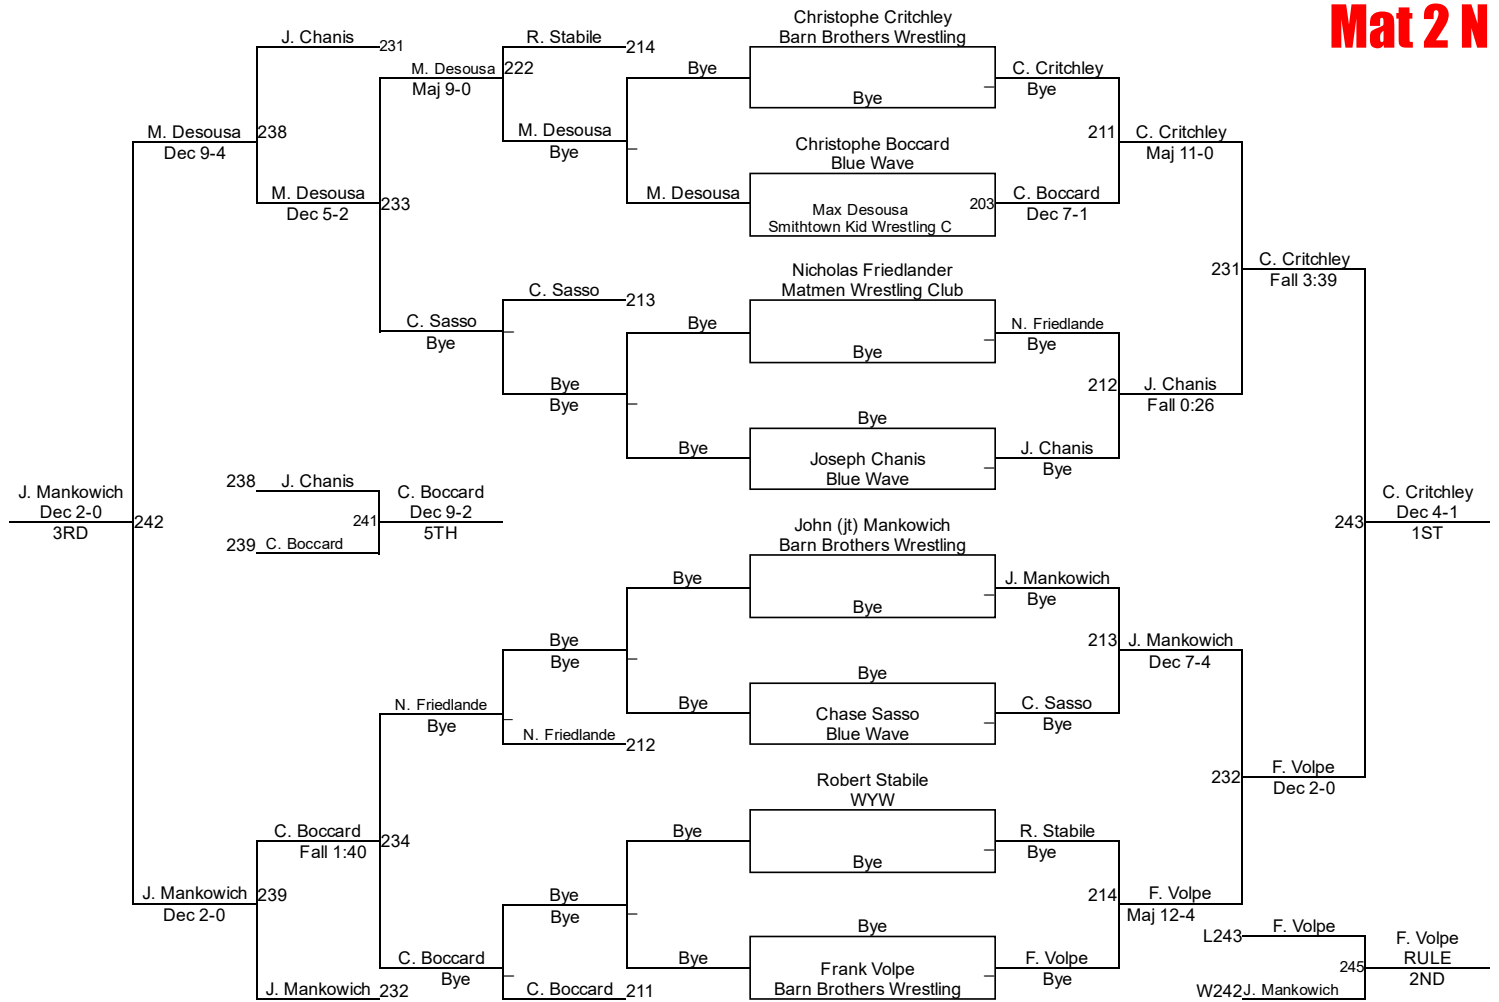 Mat 2 N
Christophe Critchley
Barn Brothers Wrestling
Bye
Christophe Boccard
Blue Wave
Max Desousa
Smithtown Kid Wrestling C
203
Nicholas Friedlander
Matmen Wrestling Club
Bye
Bye
Joseph Chanis
Blue Wave
John (jt) Mankowich
Barn Brothers Wrestling
Bye
Bye
Chase Sasso
Blue Wave
Robert Stabile
WYW
Bye
Bye
Frank Volpe
Barn Brothers Wrestling
C. Critchley
Bye
211
C. Boccard
Dec 7-1
N. Friedlande
Bye
212
J. Chanis
Bye
J. Mankowich
Bye
213
C. Sasso
Bye
R. Stabile
Bye
214
F. Volpe
Bye
C. Critchley
Maj 11-0
231
J. Chanis
Fall 0:26
J. Mankowich
Dec 7-4
232
F. Volpe
Maj 12-4
C. Critchley
Fall 3:39
243
F. Volpe
Dec 2-0
C. Critchley
Dec 4-1
1ST
L243
F. Volpe
245
W242
J. Mankowich
F. Volpe
RULE
2ND
Bye
M. Desousa
Bye
Bye
Bye
Bye
Bye
Bye
R. Stabile
214
222
M. Desousa
Bye
C. Sasso
213
Bye
Bye
Bye
Bye
N. Friedlande
212
Bye
Bye
C. Boccard
211
M. Desousa
Maj 9-0
233
C. Sasso
Bye
N. Friedlande
Bye
234
C. Boccard
Bye
J. Chanis
231
238
M. Desousa
Dec 5-2
C. Boccard
Fall 1:40
239
J. Mankowich
232
M. Desousa
Dec 9-4
242
J. Mankowich
Dec 2-0
J. Mankowich
Dec 2-0
3RD
238
J. Chanis
241
239
C. Boccard
C. Boccard
Dec 9-2
5TH